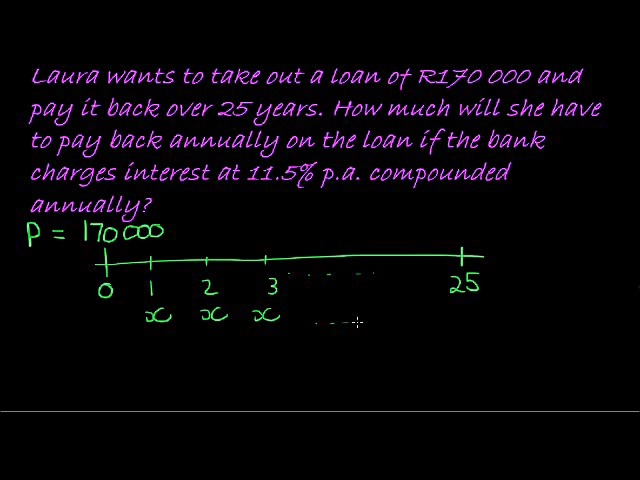 Laura wants to take out a loan of R170 000 and
pay it back over 25 years. How much will she have
to pay back annually on the loan if the bank
charges interest at 11.5% p.a. compounded
annually?
P = 170 000
0 1 2 3 ...... 25
x x x .....